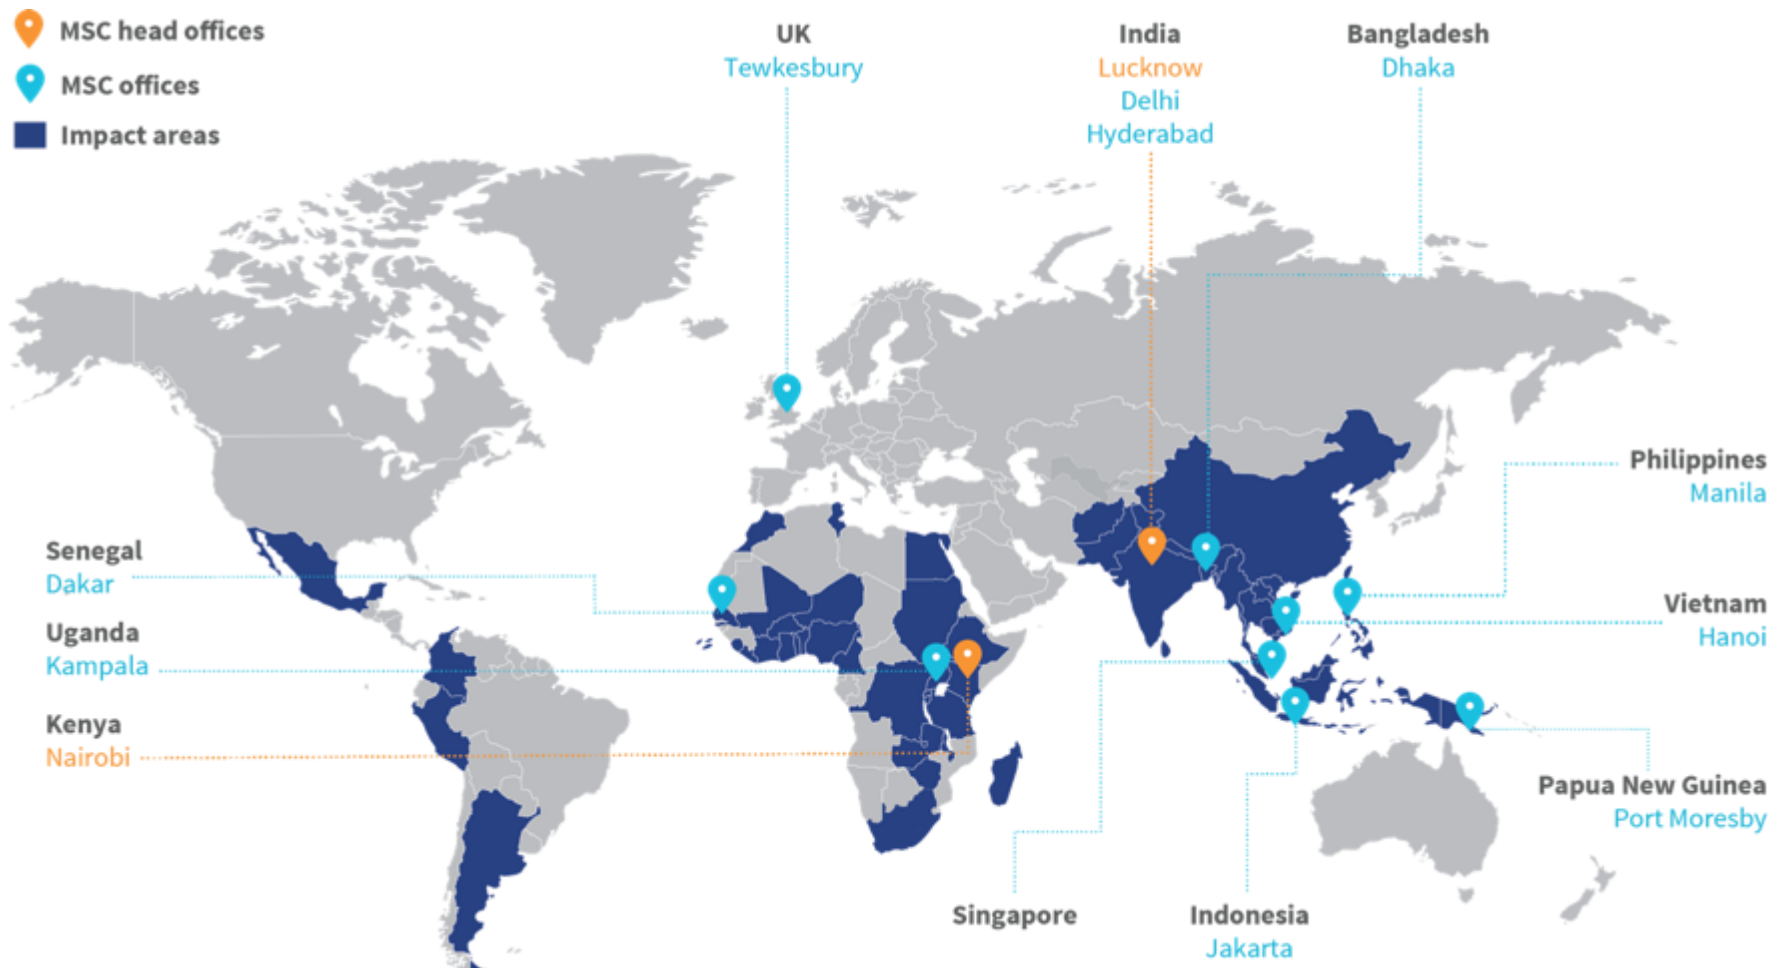 MSC head offices
MSC offices
Impact areas
UK
Tewkesbury
India
Lucknow
Delhi
Hyderabad
Bangladesh
Dhaka
Philippines
Manila
Vietnam
Hanoi
Papua New Guinea
Port Moresby
Senegal
Dakar
Uganda
Kampala
Kenya
Nairobi
Singapore
Indonesia
Jakarta